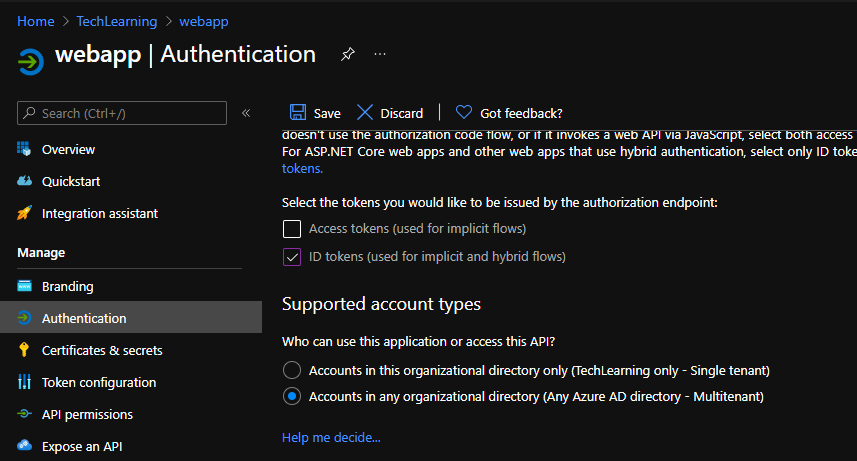 Home > TechLearning > webapp
webapp | Authentication
Search (Ctrl+/)
Overview
Quickstart
Integration assistant
Manage
Branding
Authentication
Certificates & secrets
Token configuration
API permissions
Expose an API
Save Discard Got feedback?
doesn't use the authorization code flow, or if it invokes a web API via JavaScript, select both access
For ASP.NET Core web apps and other web apps that use hybrid authentication, select only ID toke
tokens.
Select the tokens you would like to be issued by the authorization endpoint:
Access tokens (used for implicit flows)
ID tokens (used for implicit and hybrid flows)
Supported account types
Who can use this application or access this API?
Accounts in this organizational directory only (TechLearning only - Single tenant)
Accounts in any organizational directory (Any Azure AD directory - Multitenant)
Help me decide...